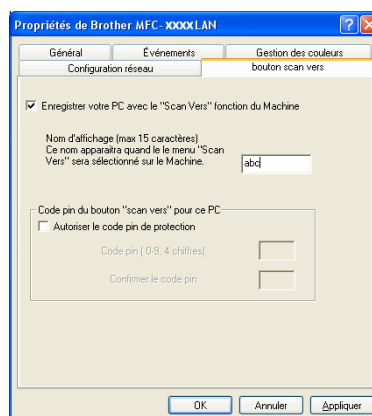 Propriétés de Brother MFC-XXXX LAN
Général Événements Gestion des couleurs
Configuration réseau bouton scan vers
Enregistrer votre PC avec le "Scan Vers" fonction du Machine
Nom d'affichage (max 15 caractères)
Ce nom apparaitra quand le le menu "Scan
Vers" sera sélectionné sur le Machine.
abc
Code pin du bouton "scan vers" pour ce PC
Autoriser le code pin de protection
Code pin ( 0-9, 4 chiffres)
Confirmer le code pin
OK Annuler Appliquer